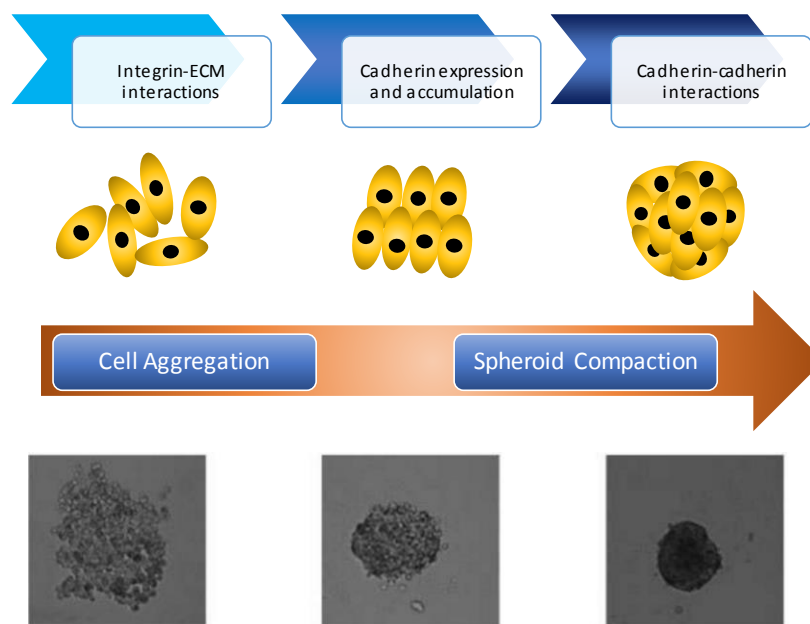 Integrin-ECM
interactions
Cadherin expression
and accumulation
Cadherin-cadherin
interactions
Cell Aggregation
Spheroid Compaction